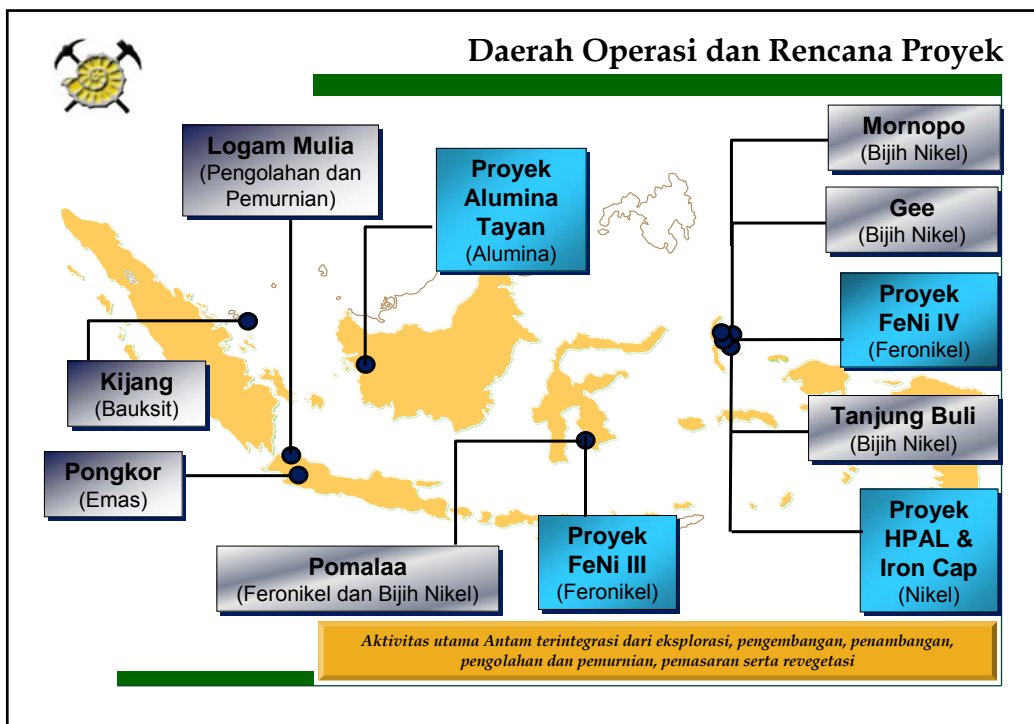 Daerah Operasi dan Rencana Proyek
Logam Mulia
(Pengolahan dan
Pemurnian)
Proyek
Alumina
Tayan
(Alumina)
Mornopo
(Bijih Nikel)
Gee
(Bijih Nikel)
Proyek
FeNi IV
(Feronikel)
Kijang
(Bauksit)
Tanjung Buli
(Bijih Nikel)
Pongkor
(Emas)
Proyek
HPAL &
Iron Cap
(Nikel)
Pomalaa
(Feronikel dan Bijih Nikel)
Proyek
FeNi III
(Feronikel)
Aktivitas utama Antam terintegrasi dari eksplorasi, pengembangan, penambangan,
pengolahan dan pemurnian, pemasaran serta revegetasi